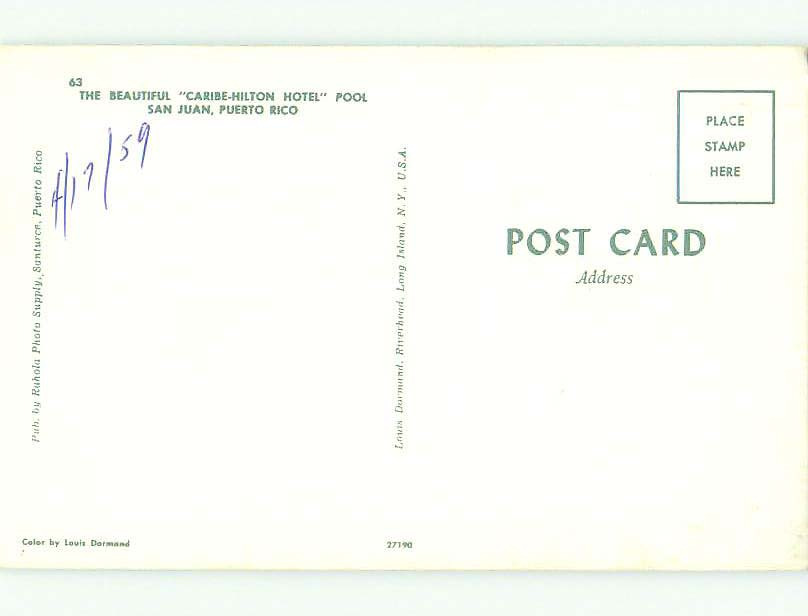 63
THE BEAUTIFUL "CARIBE-HILTON HOTEL" POOL
SAN JUAN, PUERTO RICO
4/17/59
Pub. by Rahola Photo Supply, Santurce, Puerto Rico
Louis Dormand, Riverhead, Long Island, N.Y., U.S.A.
PLACE
STAMP
HERE
POST CARD
Address
Color by Louis Dormand
27190